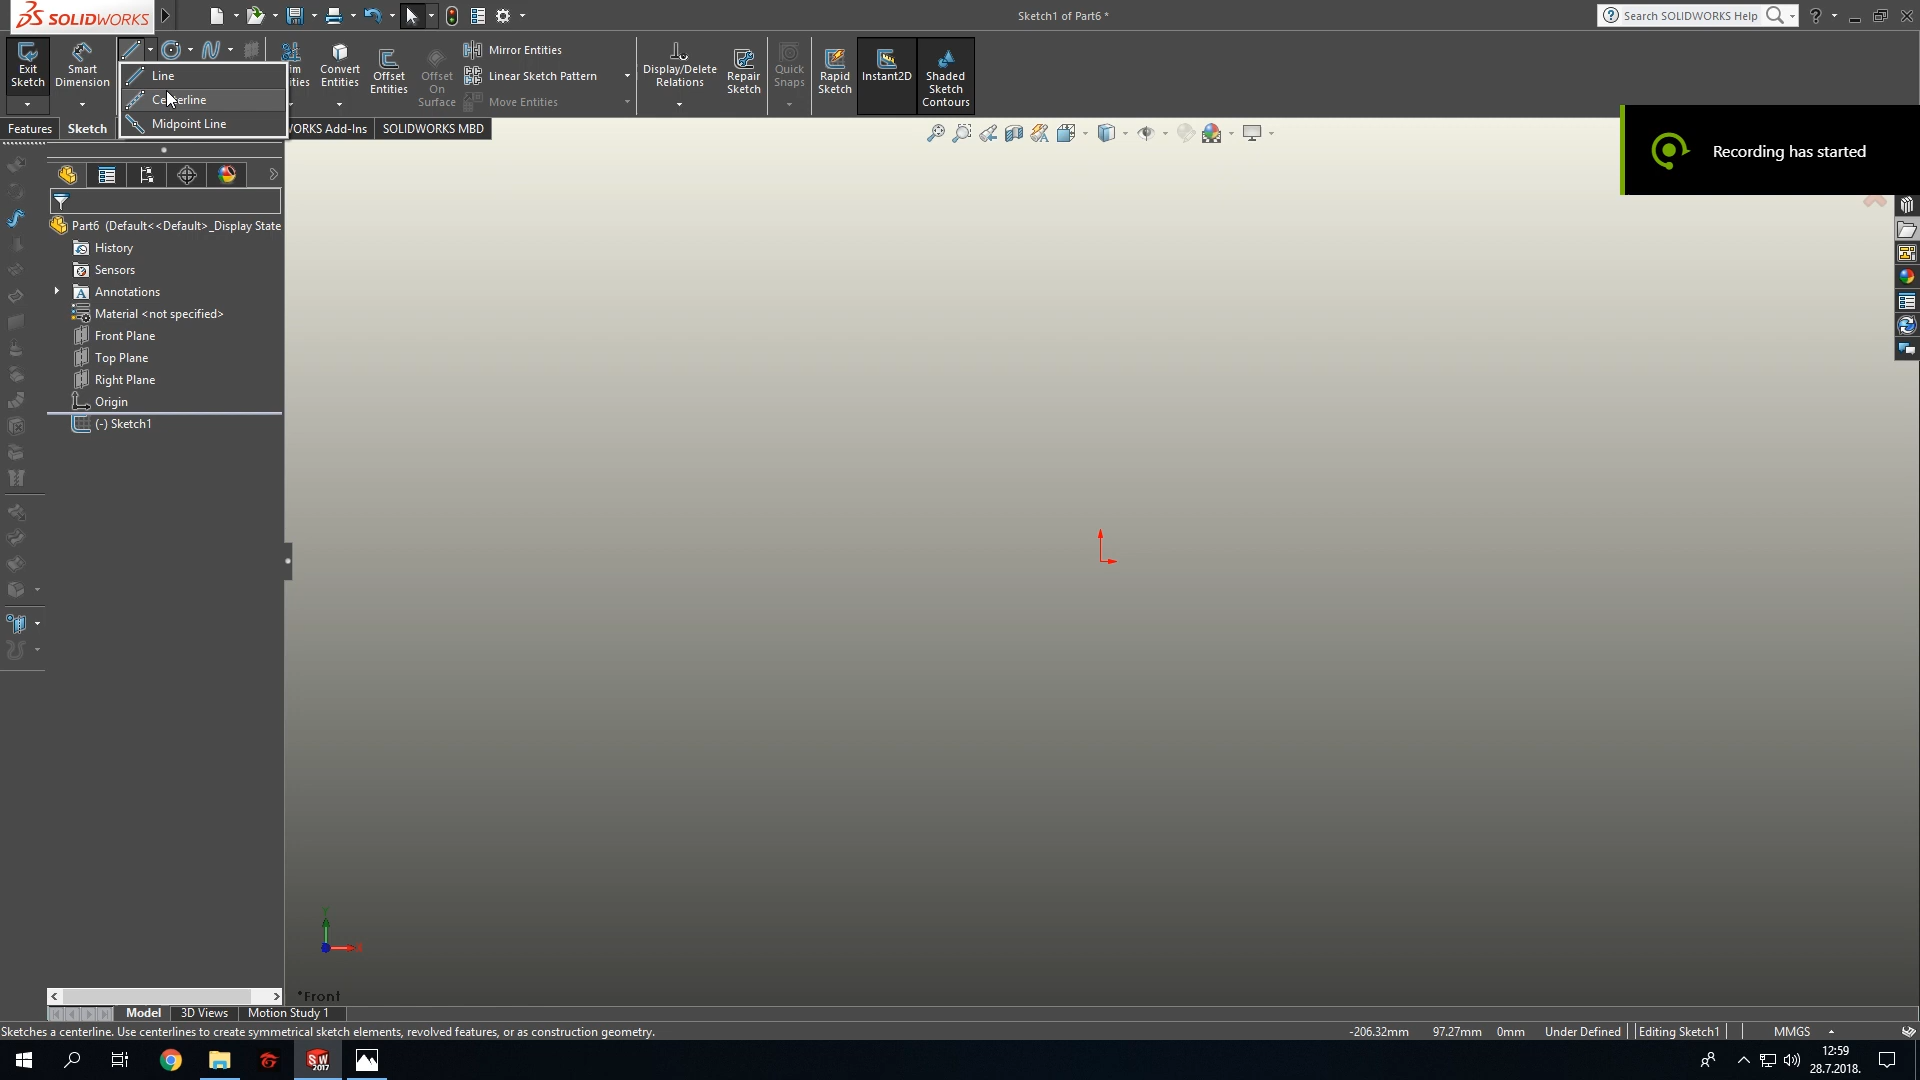 SOLIDWORKS
Sketch1 of Part6 *
Search SOLIDWORKS Help
Exit Sketch
Smart Dimension
Line
Centerline
Midpoint Line
Convert Entities
Offset Entities
Offset On Surface
Mirror Entities
Linear Sketch Pattern
Move Entities
Display/Delete Relations
Repair Sketch
Quick Snaps
Rapid Sketch
Instant2D
Shaded Sketch Contours
Features
Sketch
WORKS Add-Ins
SOLIDWORKS MBD
Recording has started
Part6 (Default<<Default>_Display State
History
Sensors
Annotations
Material <not specified>
Front Plane
Top Plane
Right Plane
Origin
(-) Sketch1
Y
X
*Front
Model
3D Views
Motion Study 1
Sketches a centerline. Use centerlines to create symmetrical sketch elements, revolved features, or as construction geometry.
-206.32mm
97.27mm
0mm
Under Defined
Editing Sketch1
MMGS
SW
2017
12:59
28.7.2018.